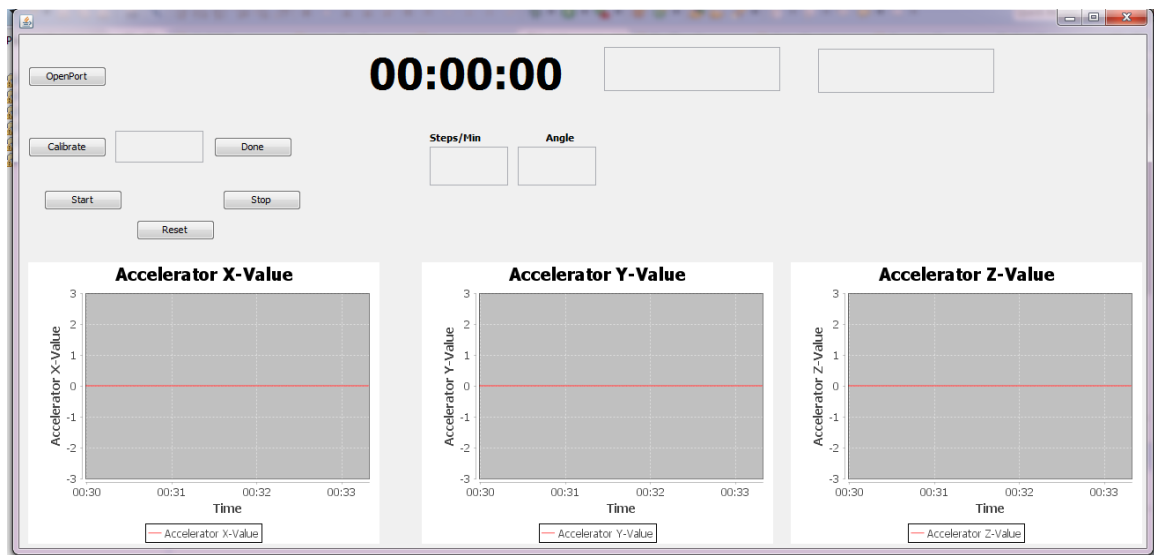 OpenPort
00:00:00
Calibrate
Done
Steps/Min
Angle
Start
Stop
Reset
Accelerator X-Value
Accelerator X-Value
3
2
1
0
-1
-2
-3
00:30 00:31 00:32 00:33
Time
Accelerator X-Value
Accelerator Y-Value
Accelerator Y-Value
3
2
1
0
-1
-2
-3
00:30 00:31 00:32 00:33
Time
Accelerator Y-Value
Accelerator Z-Value
Accelerator Z-Value
3
2
1
0
-1
-2
-3
00:30 00:31 00:32 00:33
Time
Accelerator Z-Value